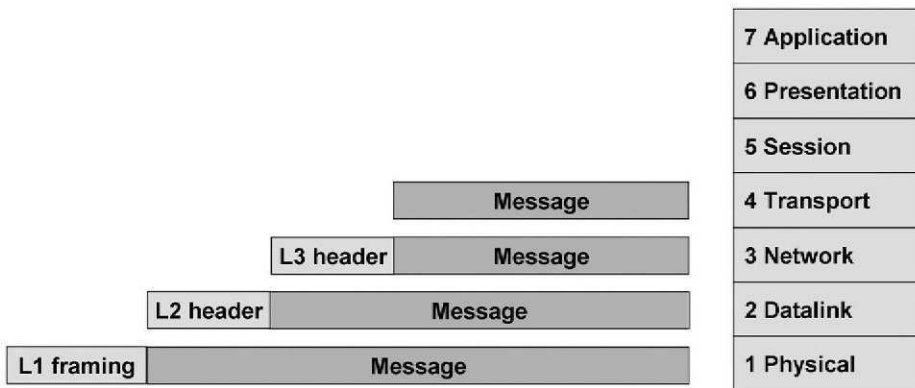 7 Application
6 Presentation
5 Session
Message 4 Transport
L3 header Message 3 Network
L2 header Message 2 Datalink
L1 framing Message 1 Physical